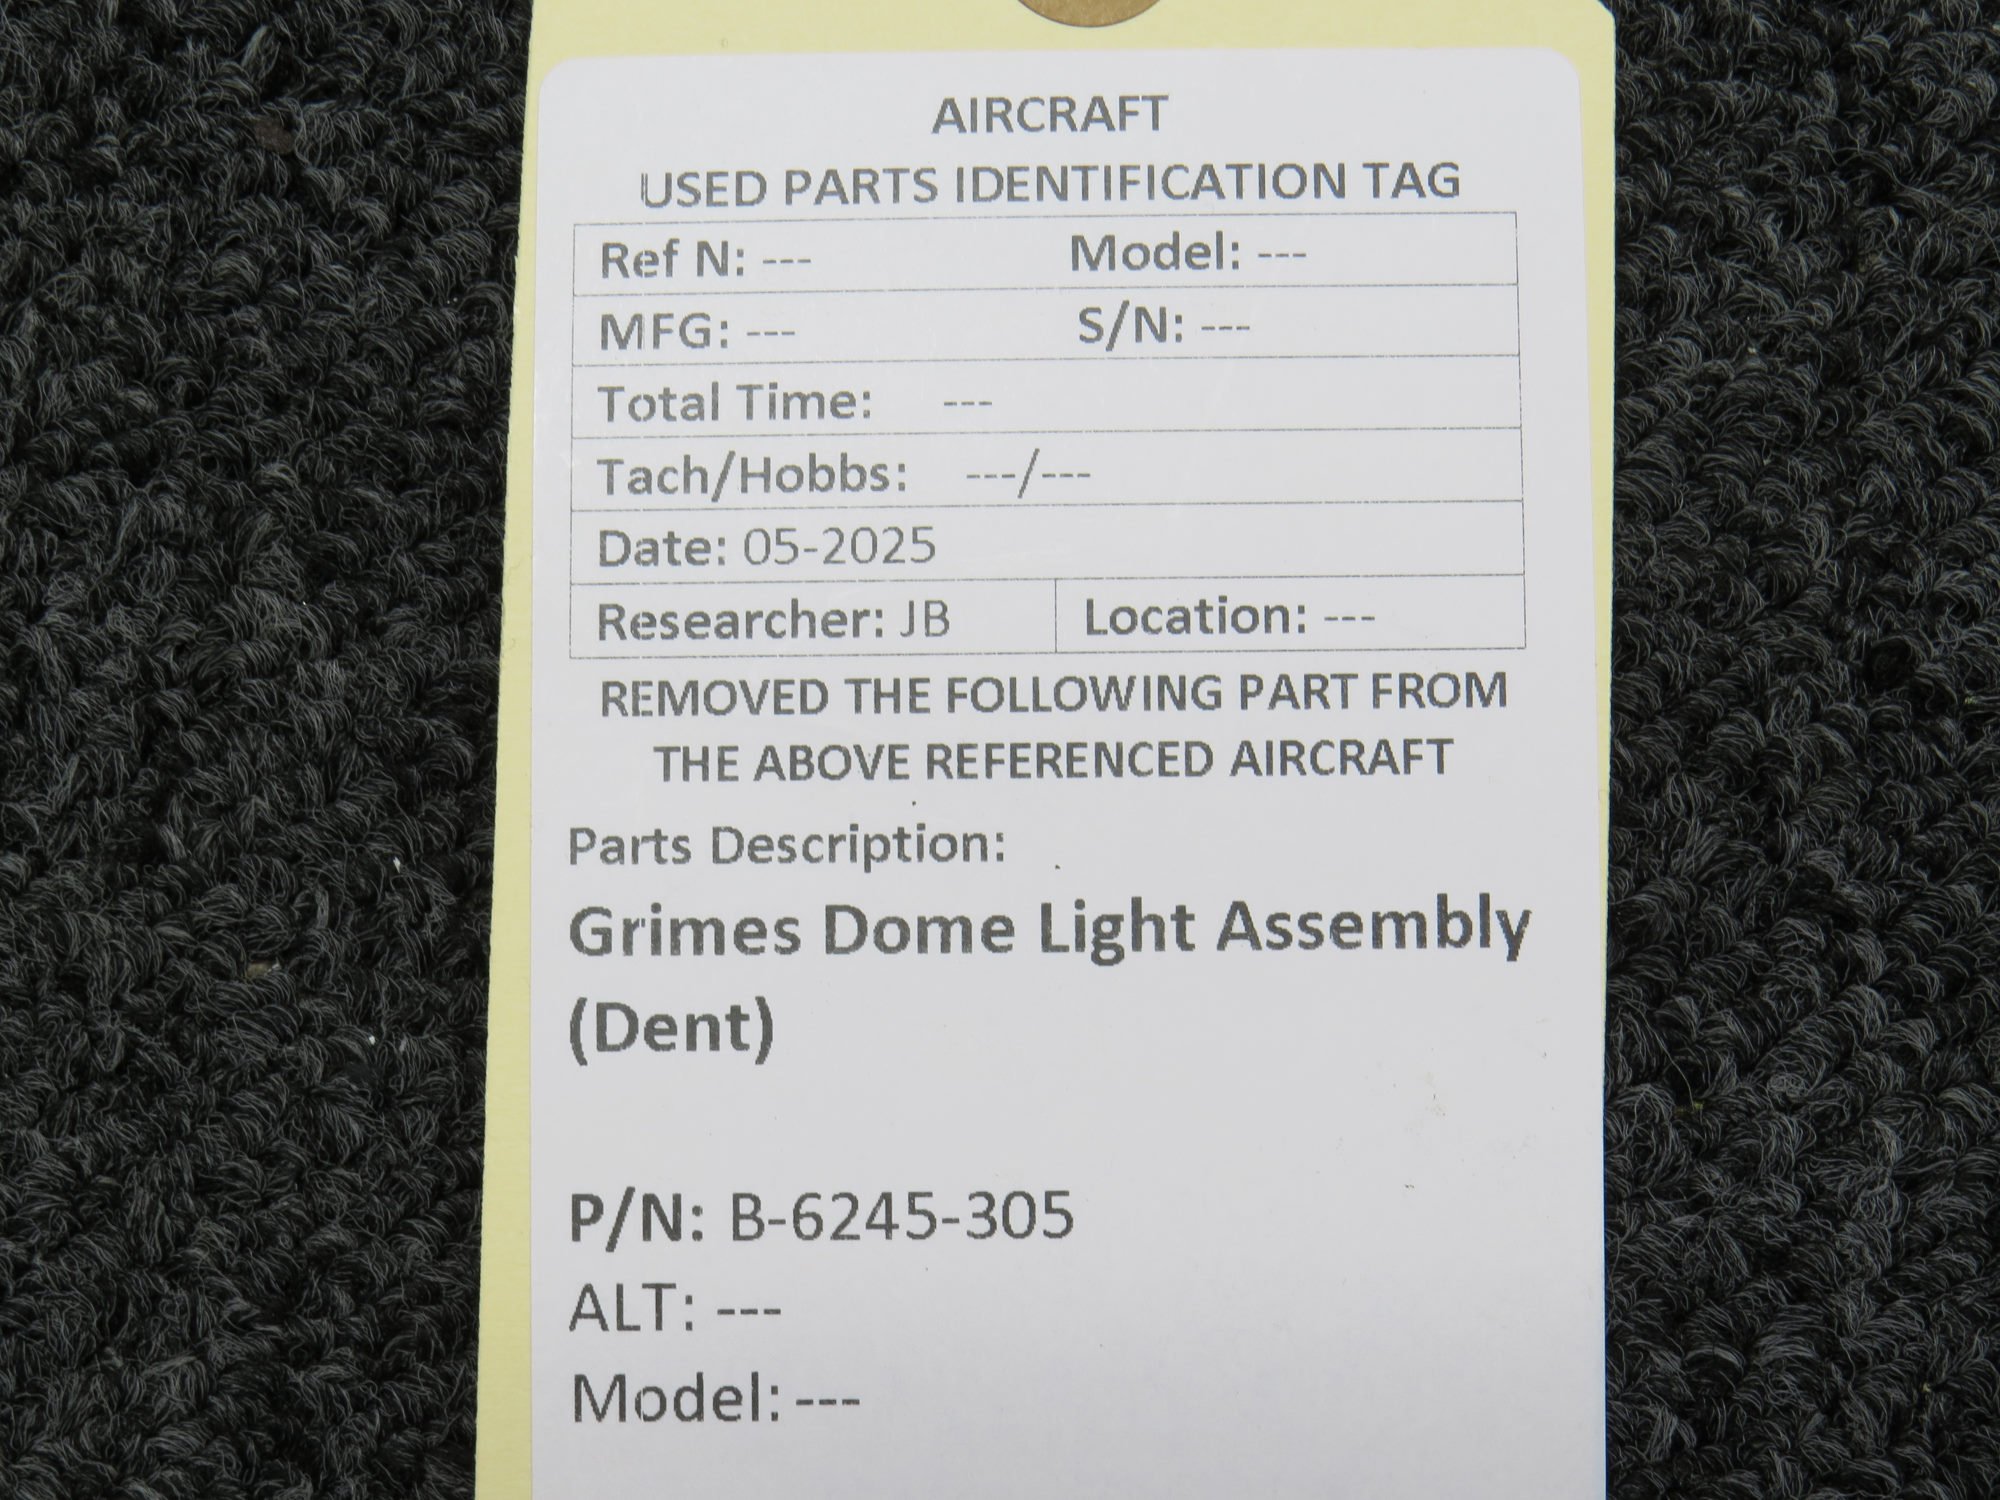 AIRCRAFT
USED PARTS IDENTIFICATION TAG
Ref N: --- Model: ---
MFG: --- S/N: ---
Total Time: ---
Tach/Hobbs: ---/---
Date: 05-2025
Researcher: JB Location: ---
REMOVED THE FOLLOWING PART FROM
THE ABOVE REFERENCED AIRCRAFT
Parts Description:
Grimes Dome Light Assembly
(Dent)
P/N: B-6245-305
ALT: ---
Model: ---